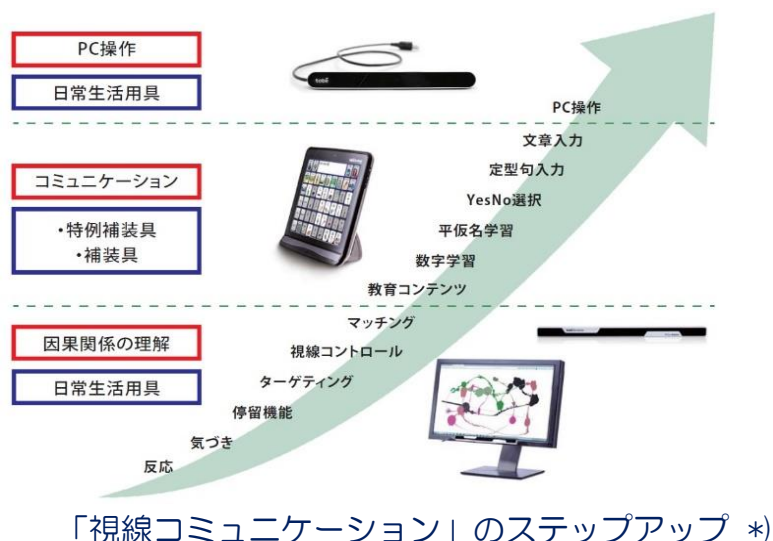 PC操作
日常生活用具
PC操作
文章入力
定型句入力
YesNo選択
平仮名学習
数字学習
教育コンテンツ
コミュニケーション
・特例補装具
・補装具
マッチング
視線コントロール
ターゲティング
停留機能
気づき
反応
因果関係の理解
日常生活用具
「視線コミュニケーション」のステップアップ *)